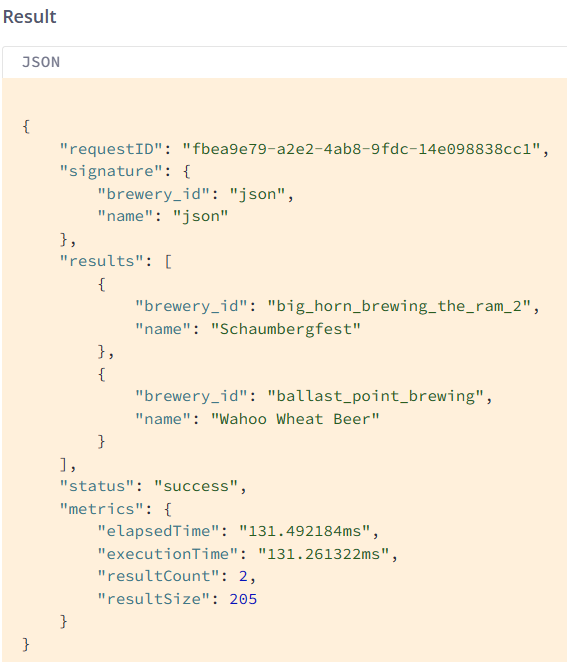 Result
JSON
{
    "requestID": "fbea9e79-a2e2-4ab8-9fdc-14e098838cc1",
    "signature": {
        "brewery_id": "json",
        "name": "json"
    },
    "results": [
        {
            "brewery_id": "big_horn_brewing_the_ram_2",
            "name": "Schaumbergfest"
        },
        {
            "brewery_id": "ballast_point_brewing",
            "name": "Wahoo Wheat Beer"
        }
    ],
    "status": "success",
    "metrics": {
        "elapsedTime": "131.492184ms",
        "executionTime": "131.261322ms",
        "resultCount": 2,
        "resultSize": 205
    }
}